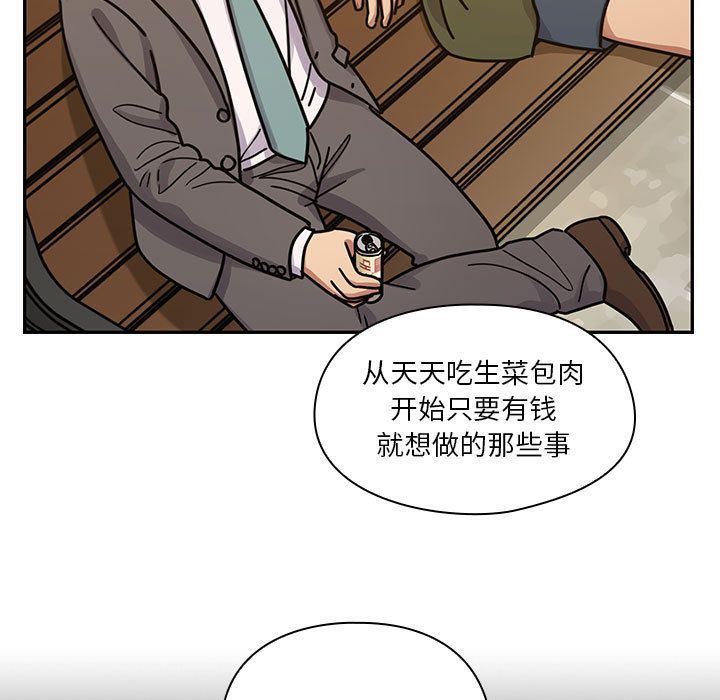 从天天吃生菜包肉
开始只要有钱
就想做的那些事